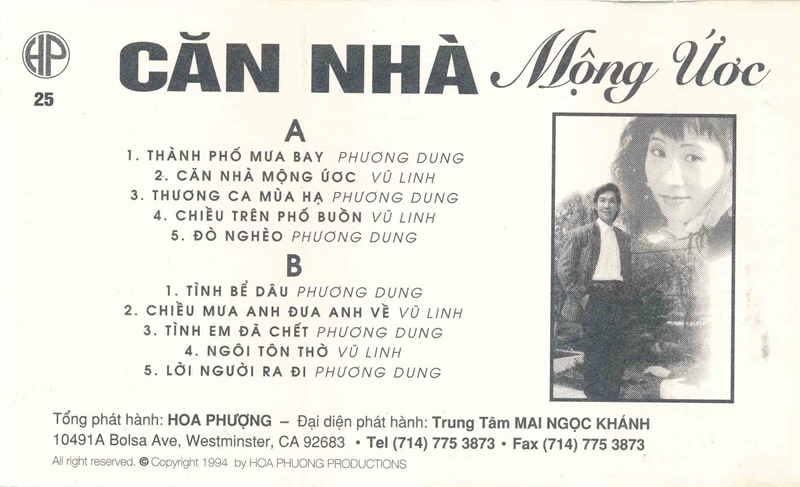 HP
25
CĂN NHÀ Mộng Ước
A
1. THÀNH PHỐ MƯA BAY PHƯƠNG DUNG
2. CĂN NHÀ MỘNG ƯỚC VŨ LINH
3. THƯƠNG CA MÙA HẠ PHƯƠNG DUNG
4. CHIỀU TRÊN PHỐ BUỒN VŨ LINH
5. ĐÒ NGHÈO PHƯƠNG DUNG
B
1. TÌNH BỂ DÂU PHƯƠNG DUNG
2. CHIỀU MƯA ANH ĐƯA ANH VỀ VŨ LINH
3. TÌNH EM ĐÃ CHẾT PHƯƠNG DUNG
4. NGÔI TÔN THỜ VŨ LINH
5. LỜI NGƯỜI RA ĐI PHƯƠNG DUNG
Tổng phát hành: HOA PHƯỢNG – Đại diện phát hành: Trung Tâm MAI NGỌC KHÁNH
10491A Bolsa Ave, Westminster, CA 92683 • Tel (714) 775 3873 • Fax (714) 775 3873
All right reserved. © Copyright 1994 by HOA PHUONG PRODUCTIONS